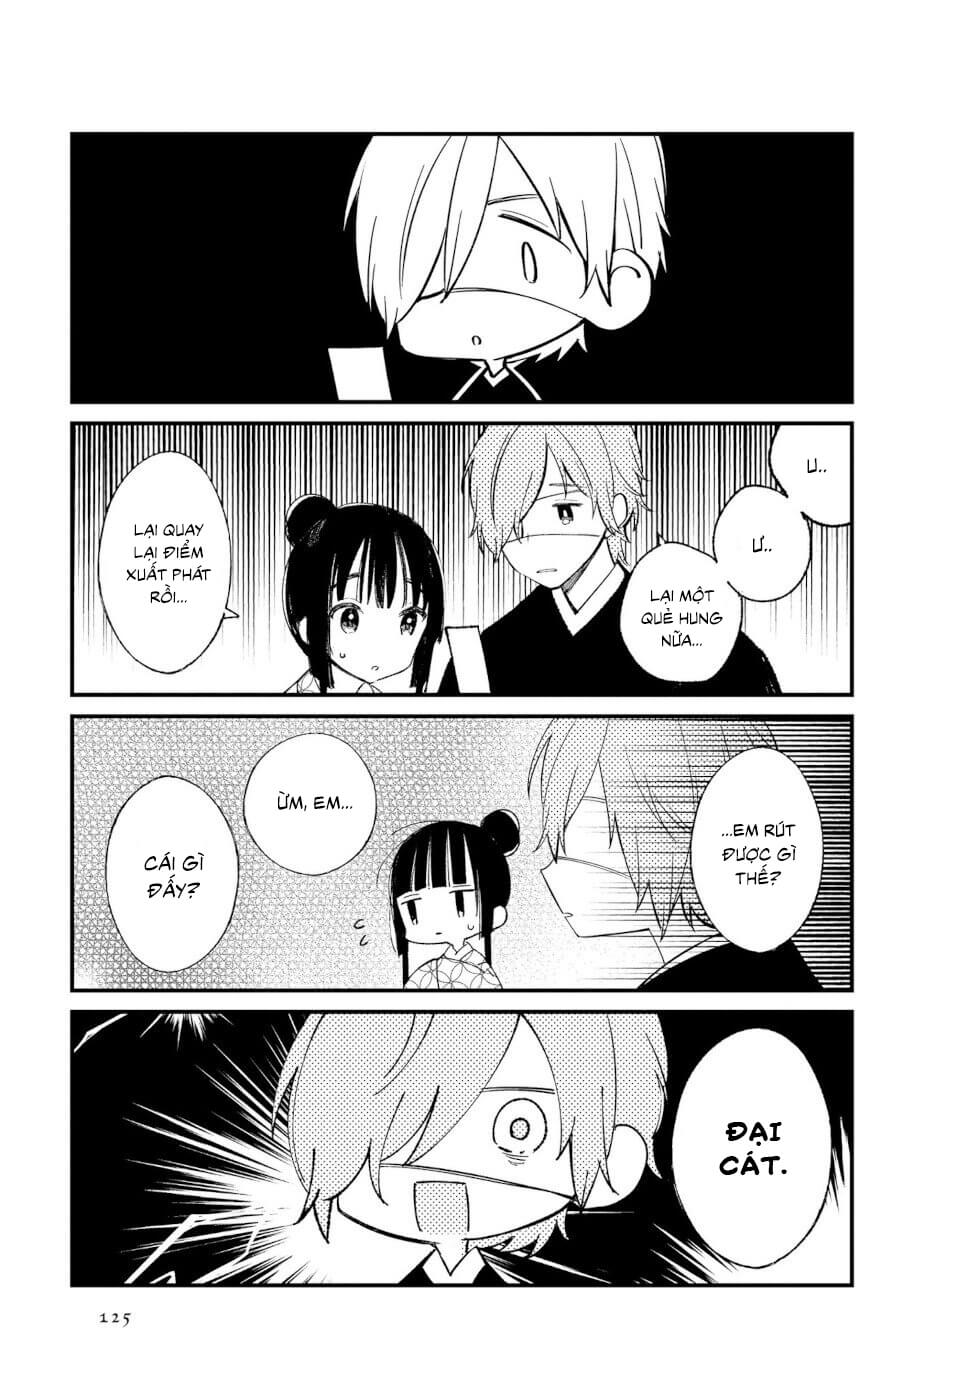 Ư..
Ư..
LẠI MỘT
QUẺ HUNG
NỮA...
LẠI QUAY
LẠI ĐIỂM
XUẤT PHÁT
RỒI...
...EM RÚT
ĐƯỢC GÌ
THẾ?
ỪM, EM...
CÁI GÌ
ĐẤY?
ĐẠI
CÁT.
125